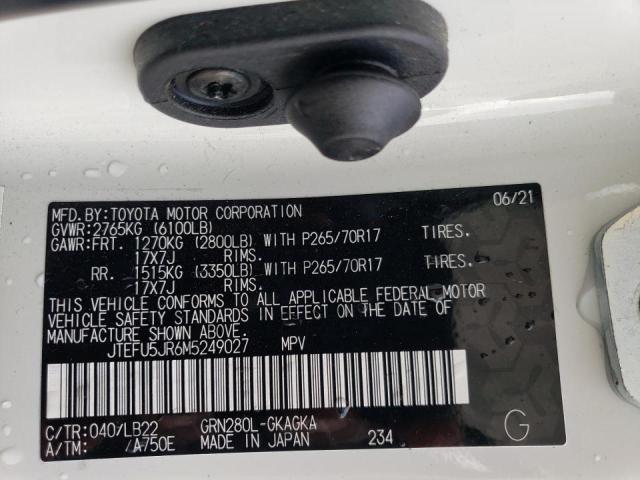 MFD.BY:TOYOTA MOTOR CORPORATION 06/21
GVWR:2765KG (6100LB)
GAWR:FRT. 1270KG (2800LB) WITH P265/70R17 TIRES.
17X7J RIMS.
RR. 1515KG (3350LB) WITH P265/70R17 TIRES.
17X7J RIMS.
THIS VEHICLE CONFORMS TO ALL APPLICABLE FEDERAL MOTOR
VEHICLE SAFETY STANDARDS IN EFFECT ON THE DATE OF
MANUFACTURE SHOWN ABOVE.
JTEFU5JR6M5249027 MPV
C/TR:040/LB22 GRN280L-GKAGKA
A/TM: /A750E MADE IN JAPAN 234 G